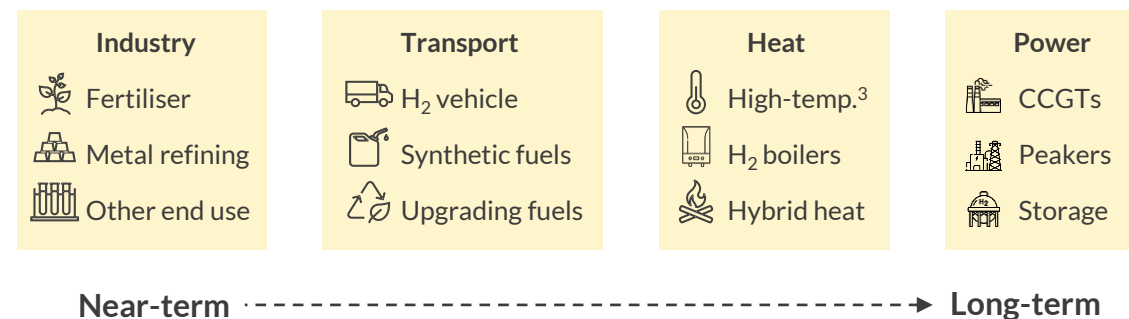 Industry
Fertiliser
Metal refining
Other end use
Transport
H₂ vehicle
Synthetic fuels
Upgrading fuels
Heat
High-temp.³
H₂ boilers
Hybrid heat
Power
CCGTs
Peakers
H₂
Storage
Near-term
Long-term